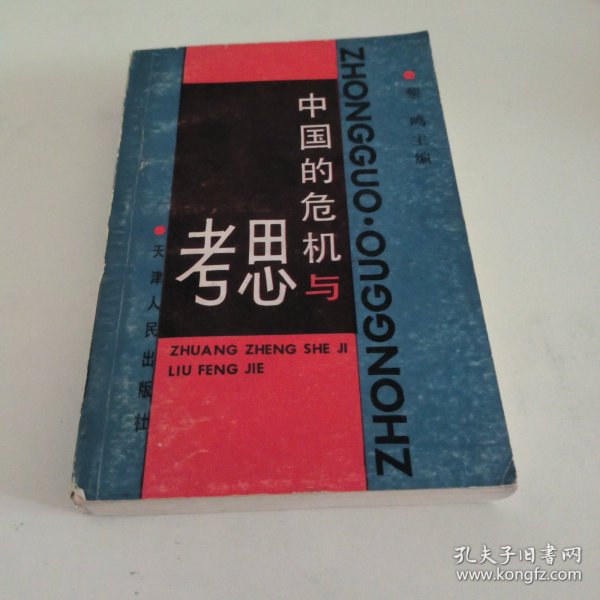 ZHONGGUO·ZHONGGUO
黎鸣主编
中国的危机与
思考
天津人民出版社
ZHUANG ZHENG SHE JI
LIU FENG JIE
孔夫子旧书网
www.kongfz.com